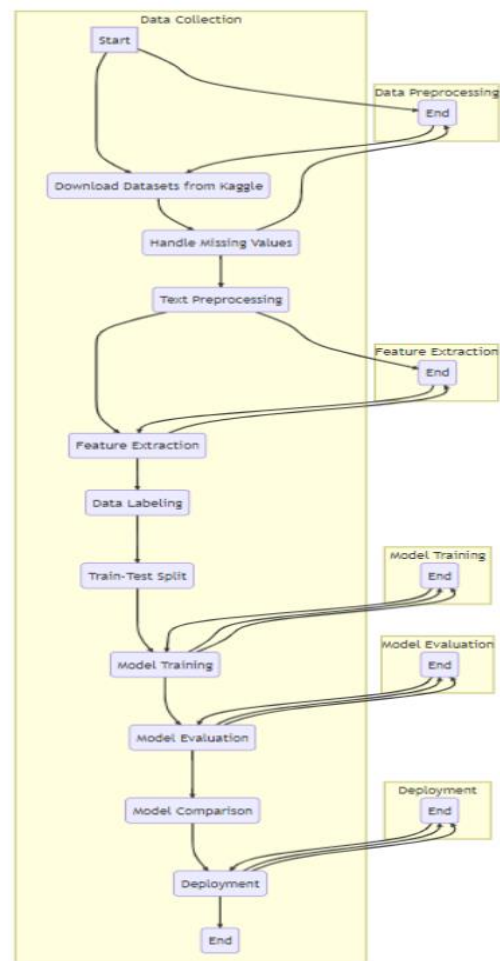 Data Collection
Start
Data Preprocessing
End
Download Datasets from Kaggle
Handle Missing Values
Text Preprocessing
Feature Extraction
End
Feature Extraction
Data Labeling
Model Training
End
Train-Test Split
Model Training
Model Evaluation
End
Model Evaluation
Deployment
End
Model Comparison
Deployment
End